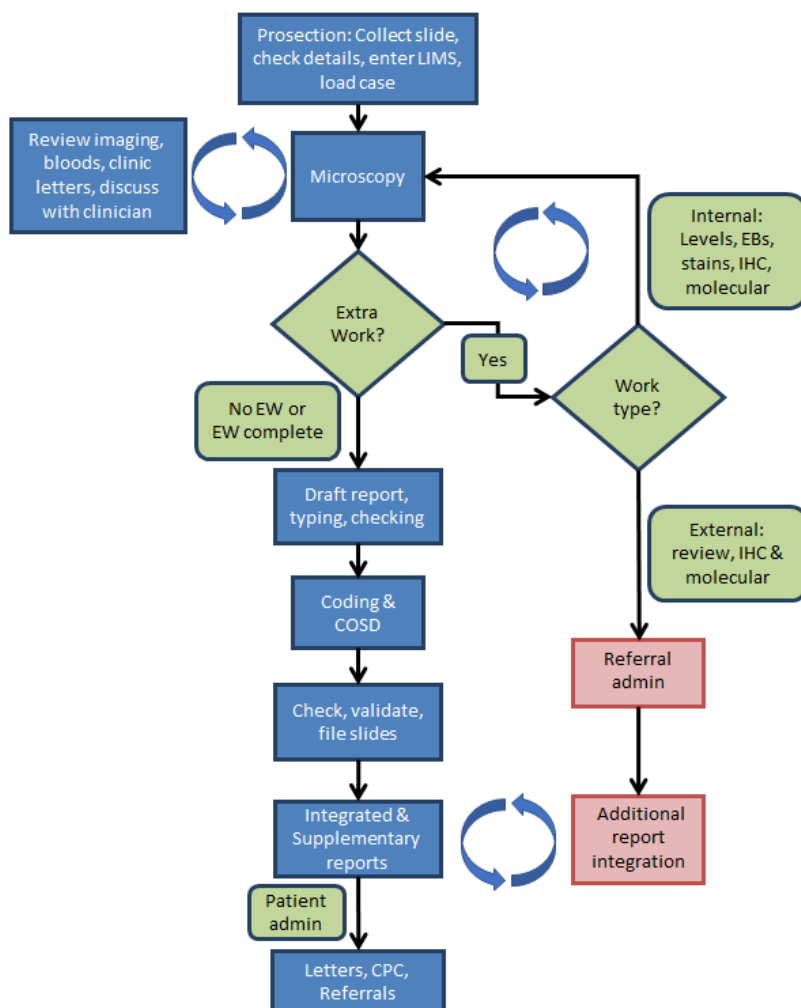 Prosection: Collect slide,
check details, enter LIMS,
load case
Review imaging,
bloods, clinic
letters, discuss
with clinician
Microscopy
Internal:
Levels, EBs,
stains, IHC,
molecular
Extra
Work?
Yes
Work
type?
No EW or
EW complete
Draft report,
typing, checking
External:
review, IHC &
molecular
Coding &
COSD
Referral
admin
Check, validate,
file slides
Integrated &
Supplementary
reports
Additional
report
integration
Patient
admin
Letters, CPC,
Referrals